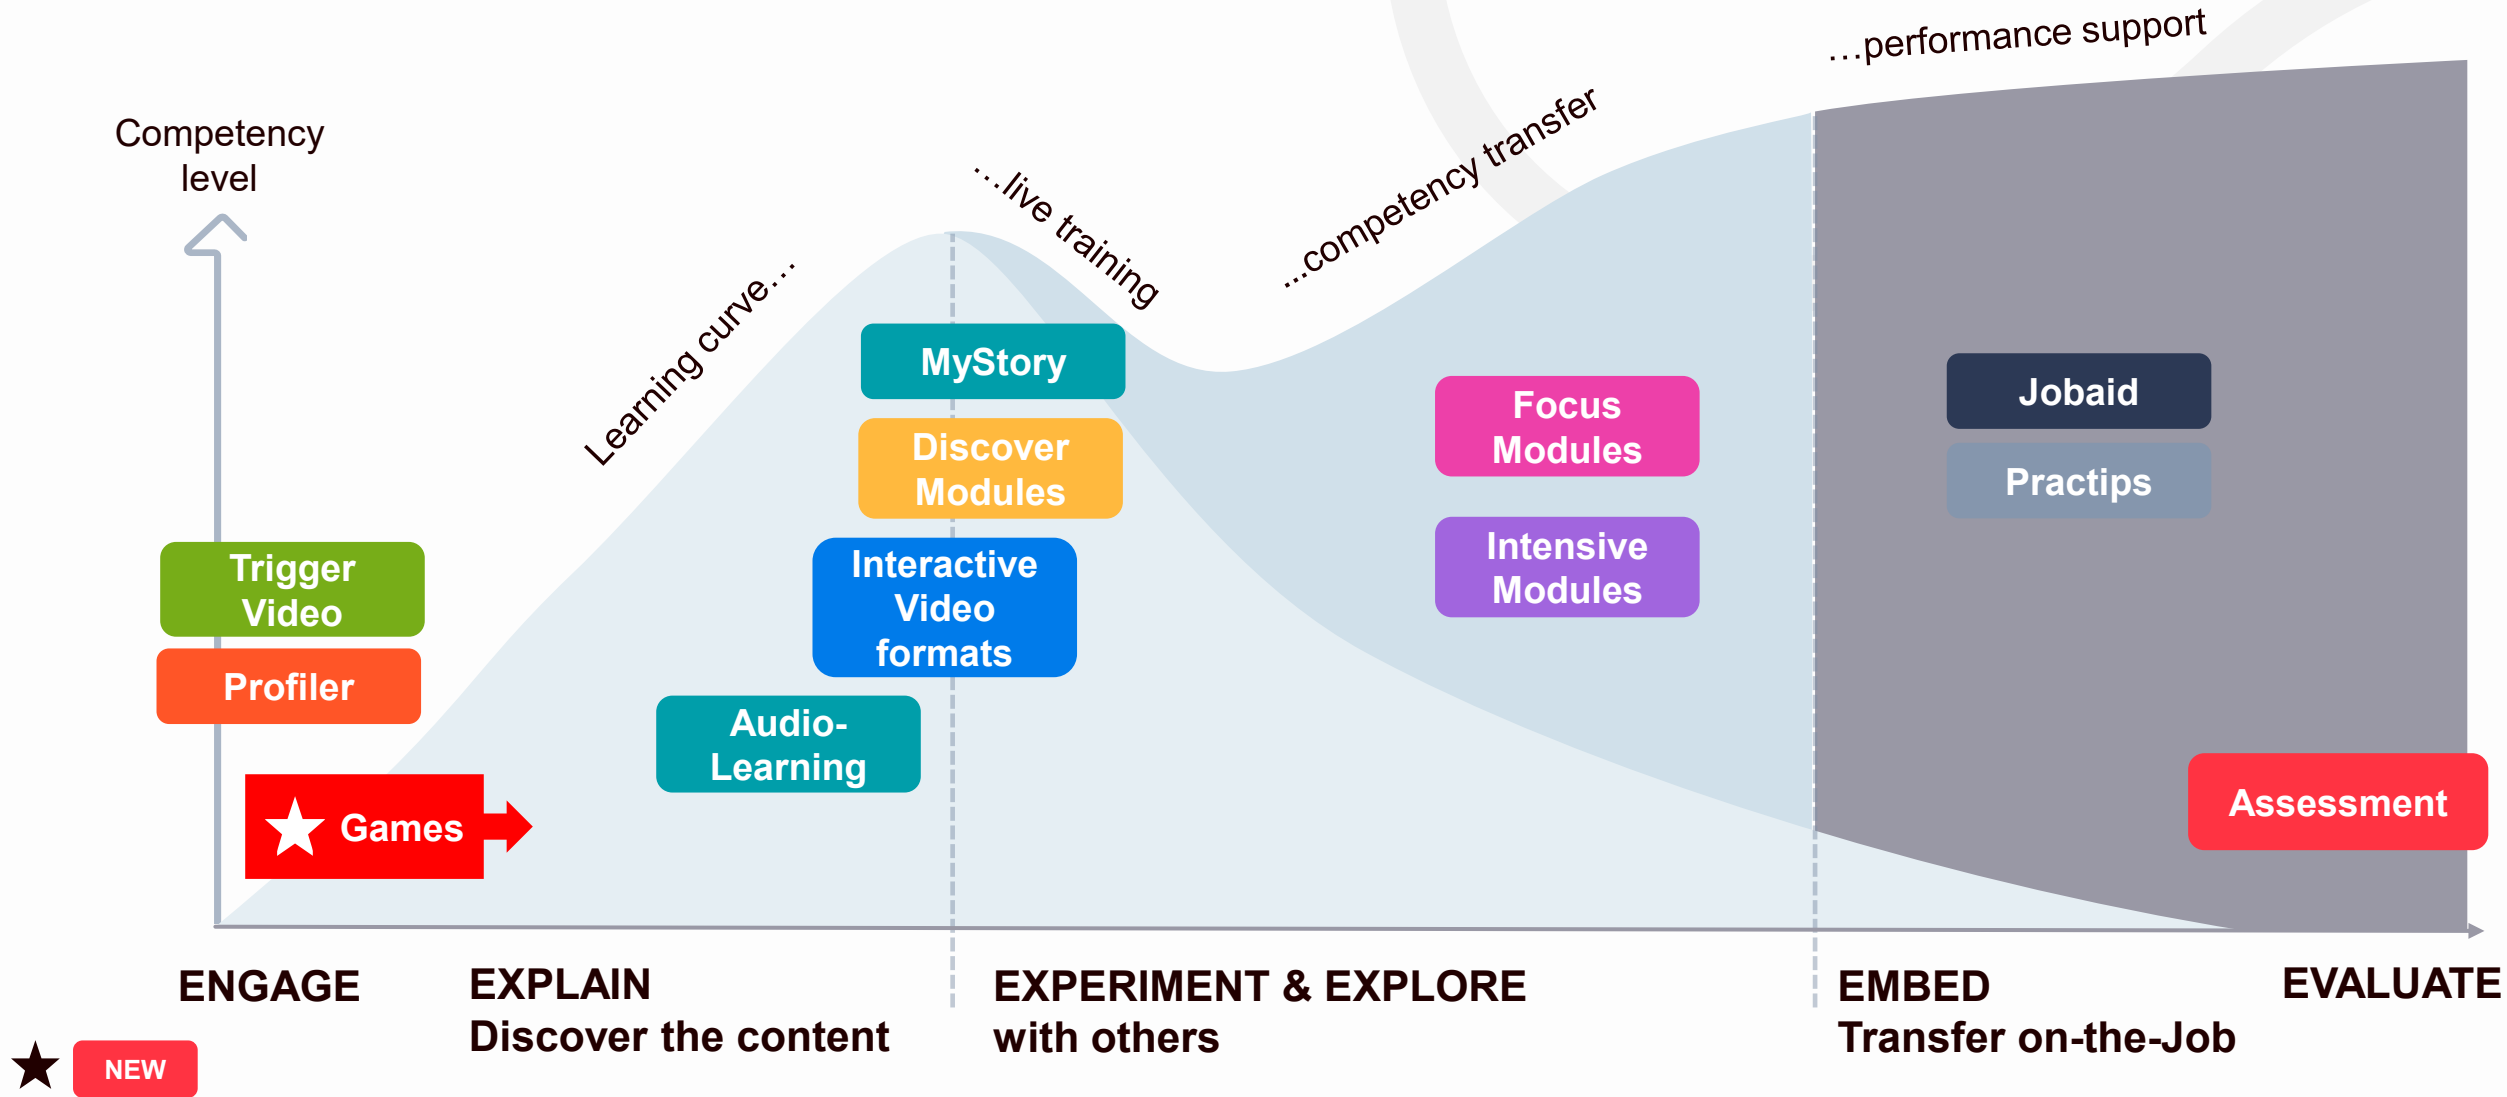 …performance support
Competency
level
…live training
…competency transfer
Learning curve…
MyStory
Discover
Modules
Interactive
Video
formats
Audio-
Learning
Trigger
Video
Profiler
Games
Focus
Modules
Intensive
Modules
Jobaid
Practips
Assessment
ENGAGE
EXPLAIN
Discover the content
EXPERIMENT & EXPLORE
with others
EMBED
Transfer on-the-Job
EVALUATE
NEW